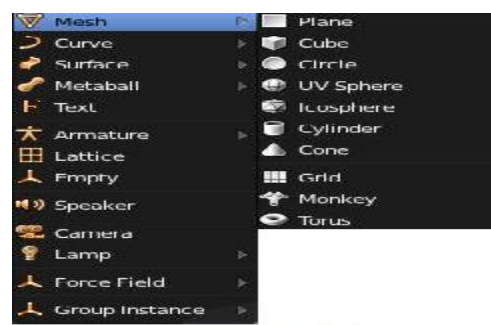 Mesh
Curve
Surface
Metaball
Text
Armature
Lattice
Empty
Speaker
Camera
Lamp
Force Field
Group Instance
Plane
Cube
Circle
UV Sphere
Icosphere
Cylinder
Cone
Grid
Monkey
Torus